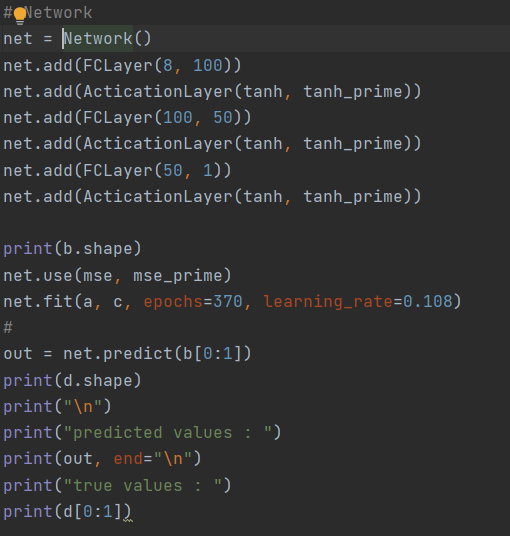 # Network
net = Network()
net.add(FCLayer(8, 100))
net.add(ActicationLayer(tanh, tanh_prime))
net.add(FCLayer(100, 50))
net.add(ActicationLayer(tanh, tanh_prime))
net.add(FCLayer(50, 1))
net.add(ActicationLayer(tanh, tanh_prime))
print(b.shape)
net.use(mse, mse_prime)
net.fit(a, c, epochs=370, learning_rate=0.108)
#
out = net.predict(b[0:1])
print(d.shape)
print("\n")
print("predicted values : ")
print(out, end="\n")
print("true values : ")
print(d[0:1])